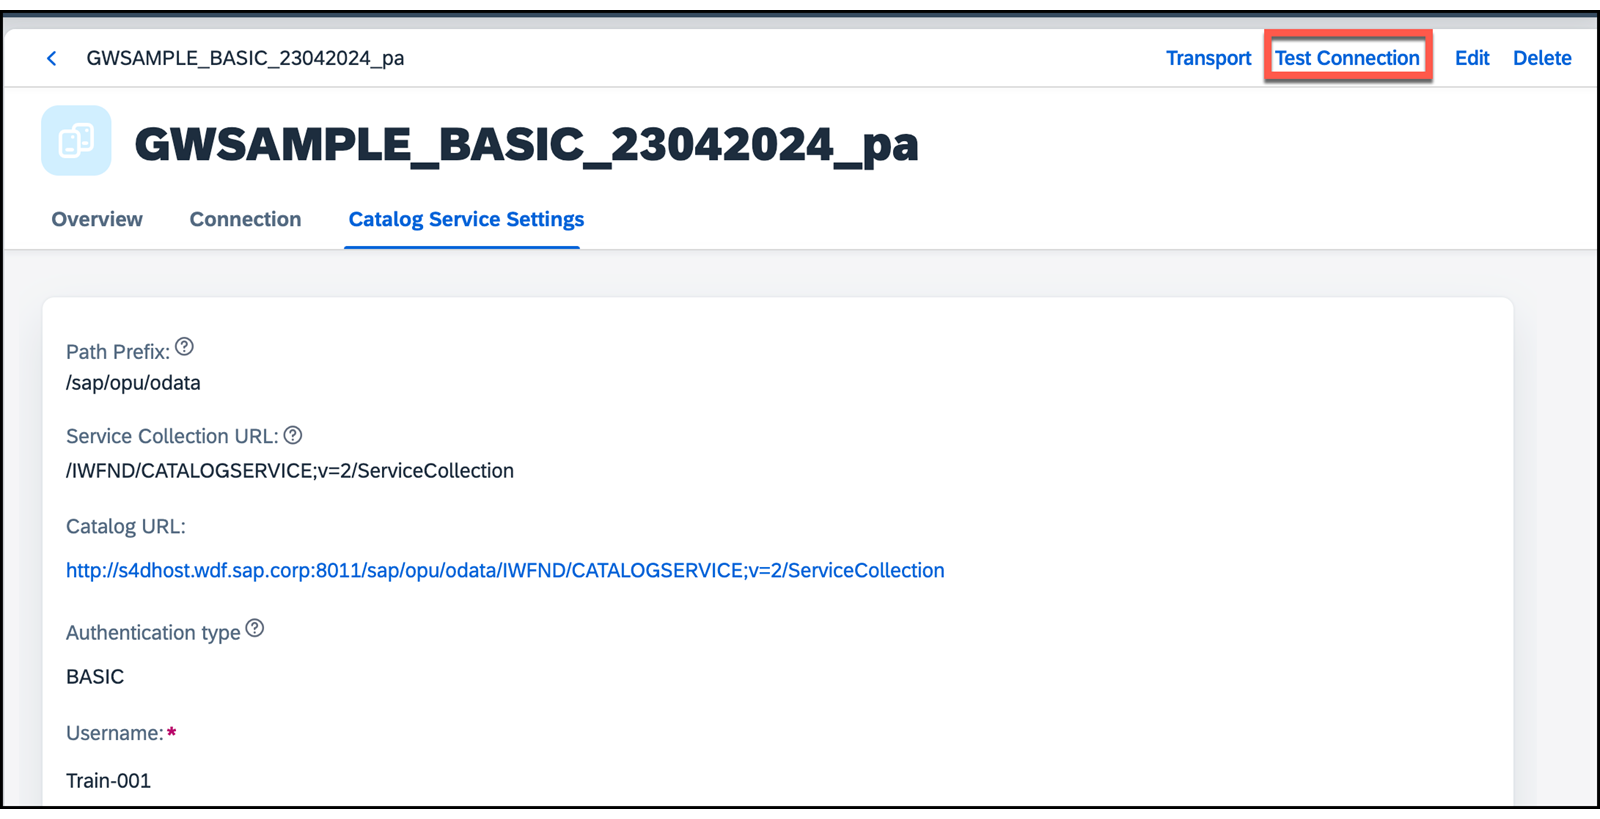 GWSAMPLE_BASIC_23042024_pa Transport Test Connection Edit Delete
GWSAMPLE_BASIC_23042024_pa
Overview Connection Catalog Service Settings
Path Prefix:
/sap/opu/odata
Service Collection URL:
/IWFND/CATALOGSERVICE;v=2/ServiceCollection
Catalog URL:
http://s4dhost.wdf.sap.corp:8011/sap/opu/odata/IWFND/CATALOGSERVICE;v=2/ServiceCollection
Authentication type
BASIC
Username:*
Train-001